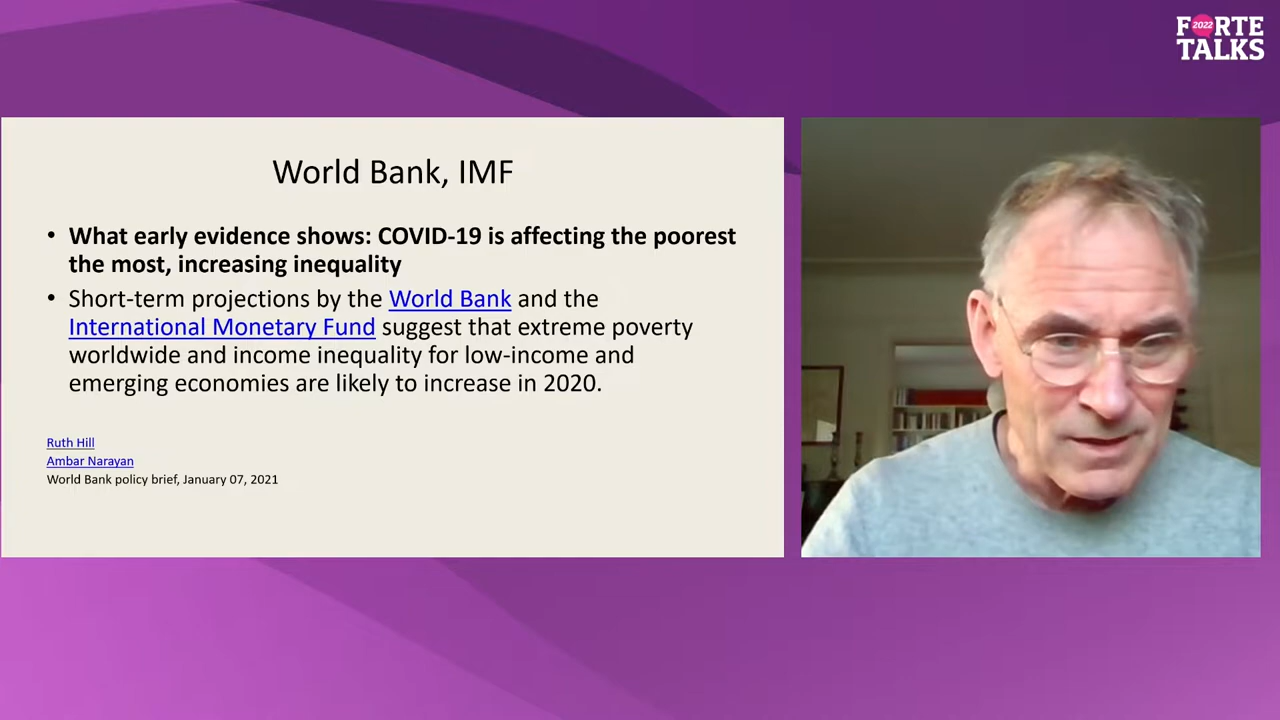 F RTE
2022
TALKS
World Bank, IMF
• What early evidence shows: COVID-19 is affecting the poorest
the most, increasing inequality
• Short-term projections by the World Bank and the
International Monetary Fund suggest that extreme poverty
worldwide and income inequality for low-income and
emerging economies are likely to increase in 2020.
Ruth Hill
Ambar Narayan
World Bank policy brief, January 07, 2021